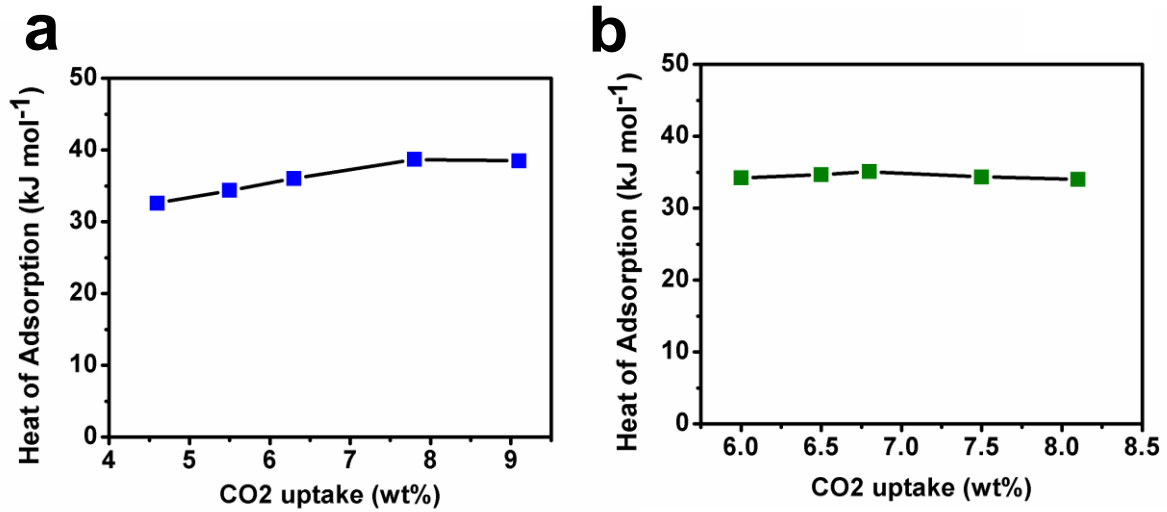 a
50
40
30
20
10
0
4 5 6 7 8 9
Heat of Adsorption (kJ mol⁻¹)
CO2 uptake (wt%)
b
50
40
30
20
10
0
6.0 6.5 7.0 7.5 8.0 8.5
Heat of Adsorption (kJ mol⁻¹)
CO2 uptake (wt%)